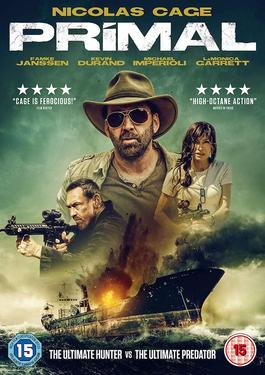 NICOLAS CAGE
PRIMAL
FAMKE JANSSEN
KEVIN DURAND
MICHAEL IMPERIOLI
LaMONICA GARRETT
"CAGE IS FEROCIOUS!"
"HIGH-OCTANE ACTION"
THE ULTIMATE HUNTER VS THE ULTIMATE PREDATOR
15
15